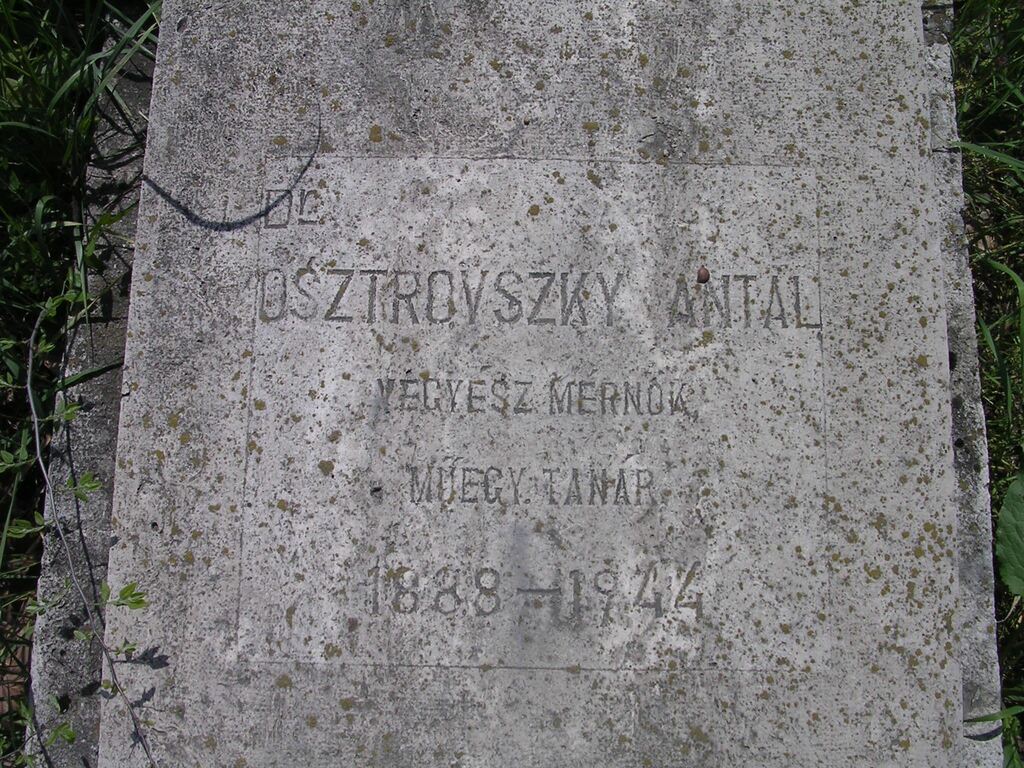 Dr
OSZTROVSZKY ANTAL
VEGYÉSZ MÉRNÖK,
MŰEGY. TANÁR
1888-1944